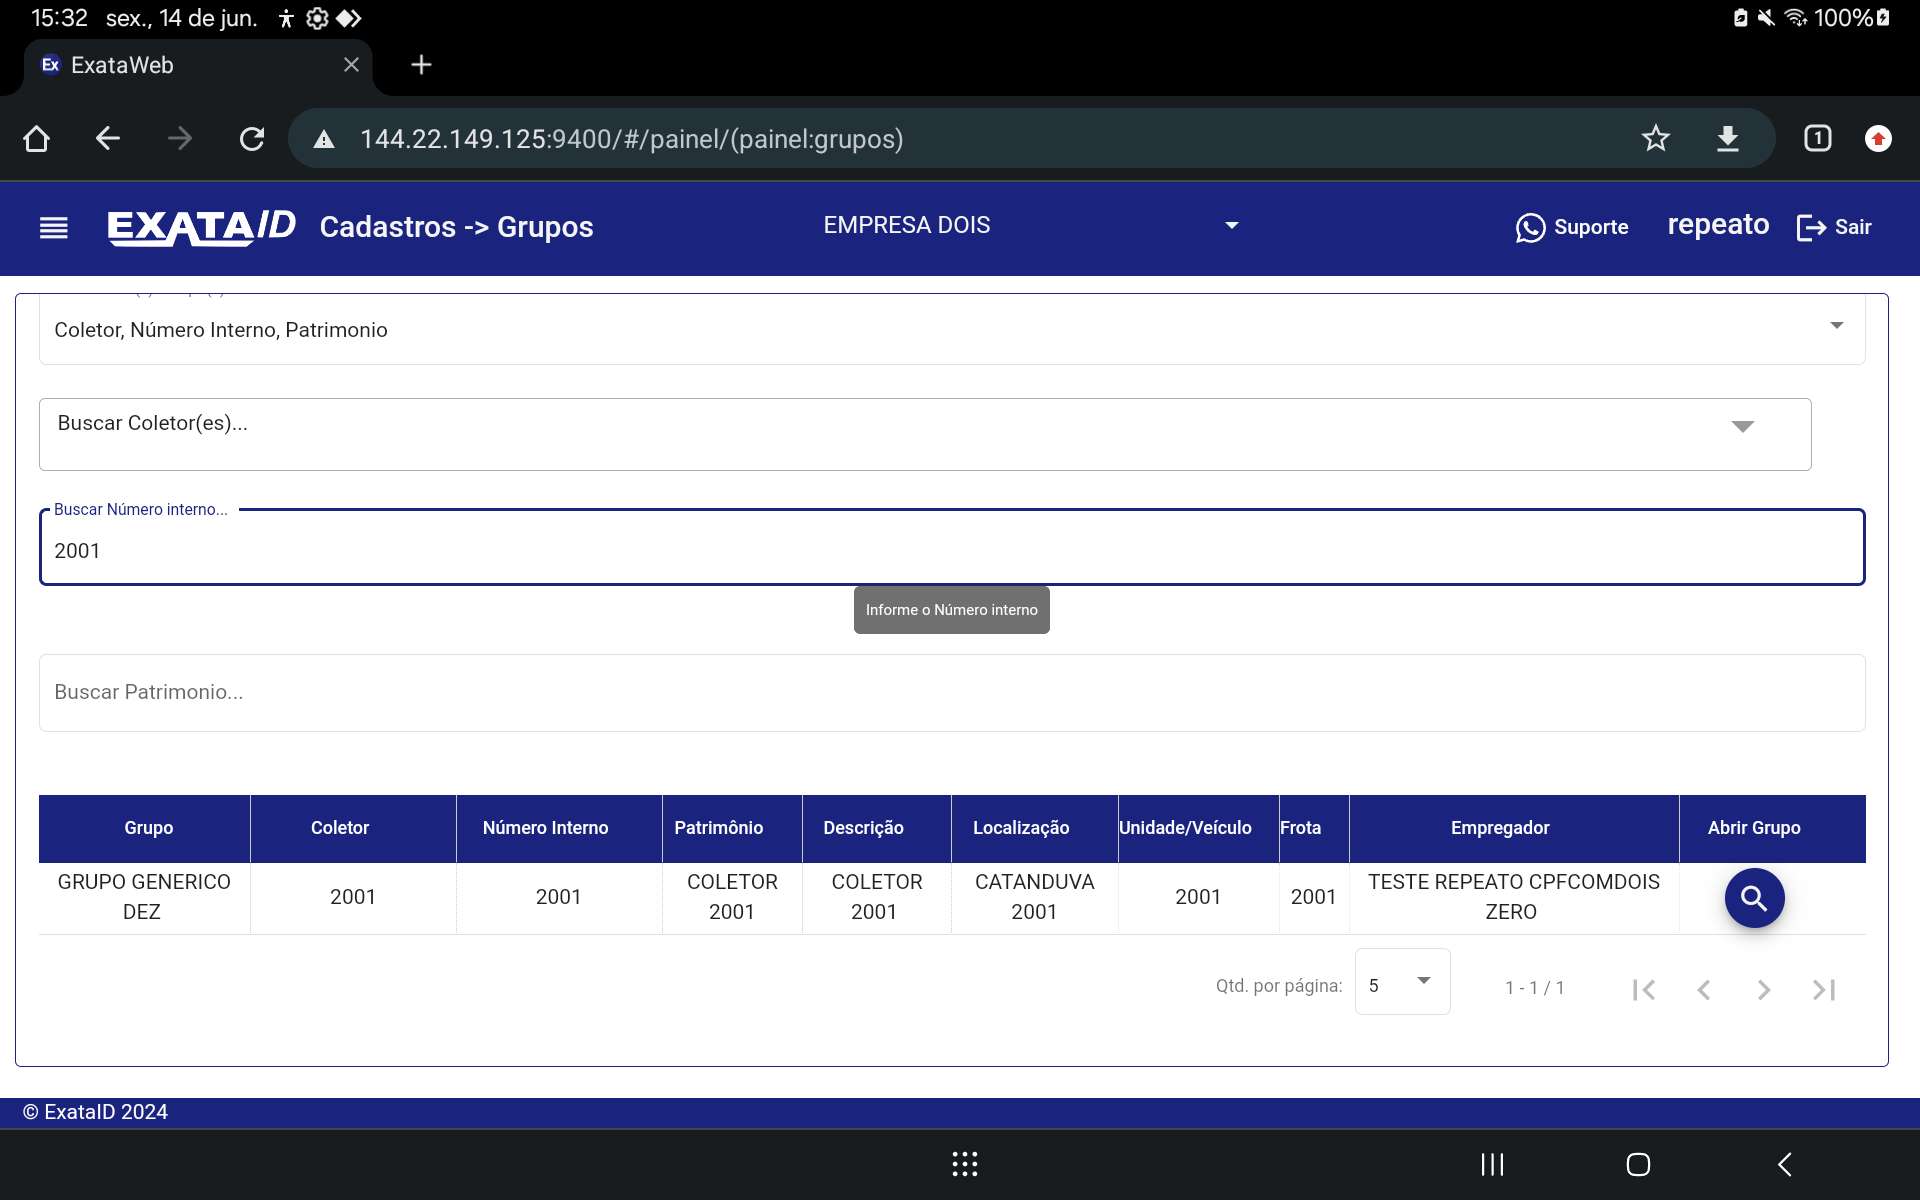 15:32 sex., 14 de jun. 100%
Ex ExataWeb
144.22.149.125:9400/#/painel/(painel:grupos)
1
EXATA ID Cadastros -> Grupos EMPRESA DOIS Suporte repeato Sair
Coletor, Número Interno, Patrimonio
Buscar Coletor(es)...
Buscar Número interno...
2001
Informe o Número interno
Buscar Patrimonio...
Grupo Coletor Número Interno Patrimônio Descrição Localização Unidade/Veículo Frota Empregador Abrir Grupo
GRUPO GENERICO DEZ 2001 2001 COLETOR 2001 COLETOR 2001 CATANDUVA 2001 2001 2001 TESTE REPEATO CPFCOMDOIS ZERO
Qtd. por página: 5 1 - 1 / 1
© ExataID 2024